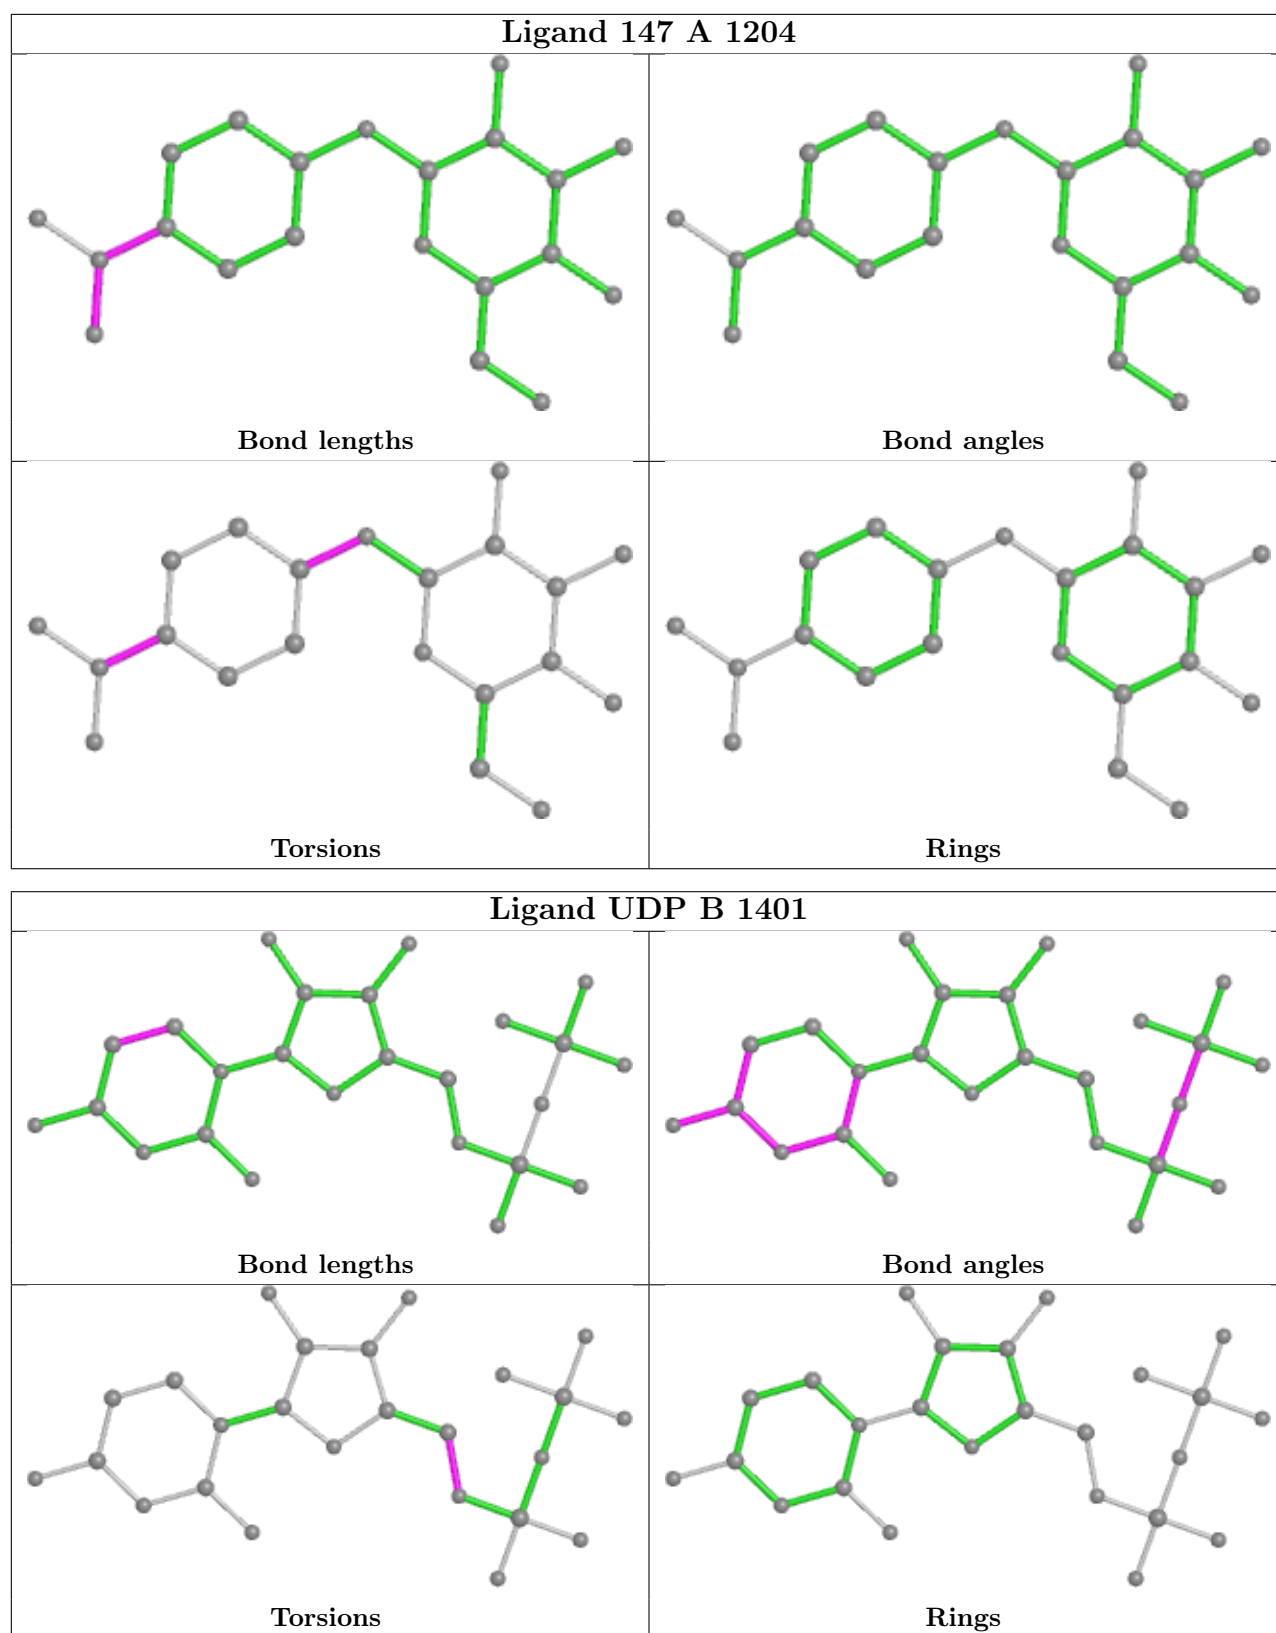 Ligand 147 A 1204
Bond lengths
Bond angles
Torsions
Rings
Ligand UDP B 1401
Bond lengths
Bond angles
Torsions
Rings